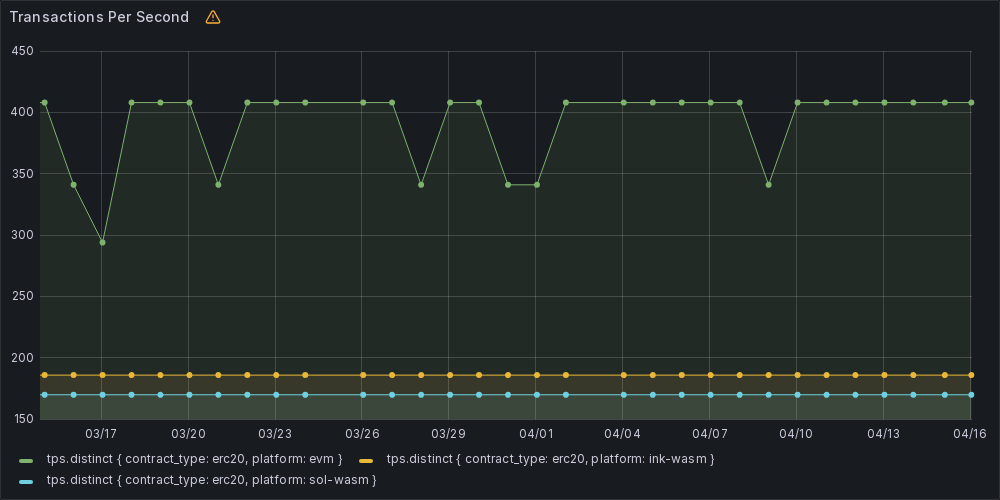 Transactions Per Second
450
400
350
300
250
200
150
03/17 03/20 03/23 03/26 03/29 04/01 04/04 04/07 04/10 04/13 04/16
tps.distinct { contract_type: erc20, platform: evm } tps.distinct { contract_type: erc20, platform: ink-wasm }
tps.distinct { contract_type: erc20, platform: sol-wasm }